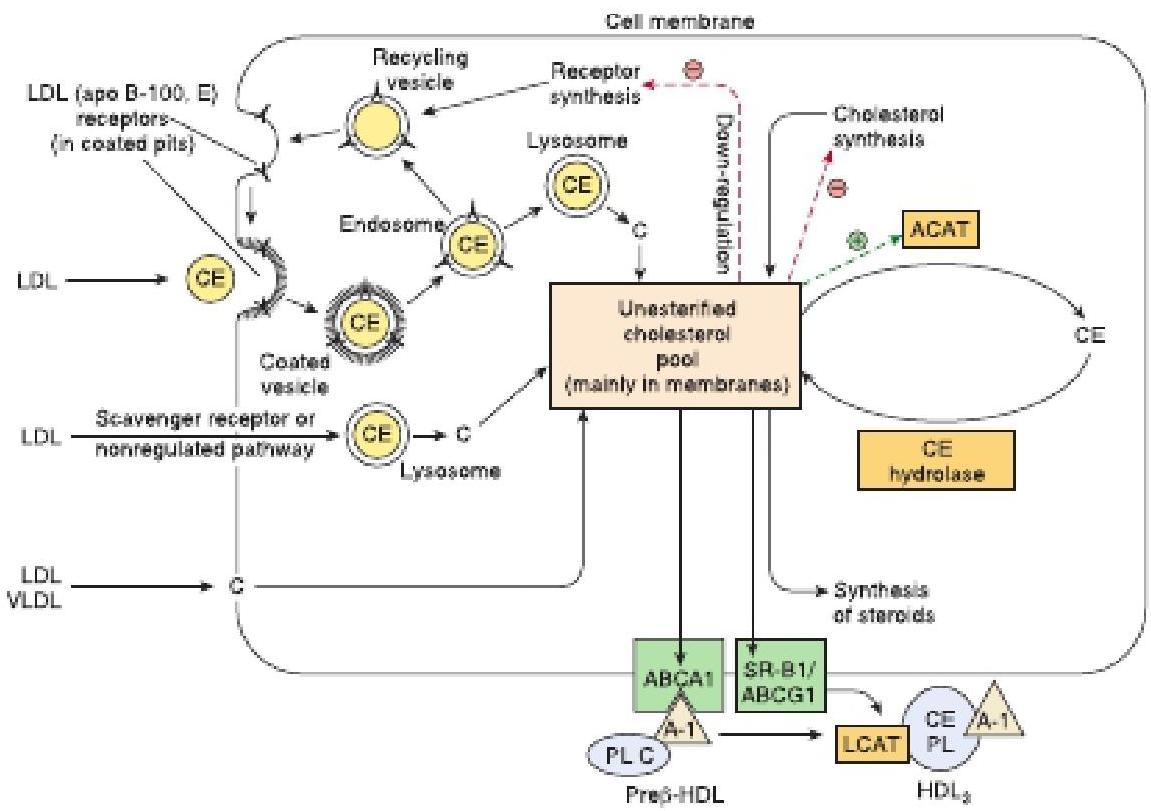 Cell membrane
Recycling
vesicle
Receptor
synthesis
LDL (apo B-100, E)
receptors
(in coated pits)
Down-regulation
Cholesterol
synthesis
Lysosome
CE
C
Endosome
CE
ACAT
LDL
CE
CE
Coated
vesicle
Unesterified
cholesterol
pool
(mainly in membranes)
CE
Scavenger receptor or
LDL
nonregulated pathway
CE
C
Lysosome
CE
hydrolase
LDL
VLDL
C
Synthesis
of steroids
ABCA1
SR-B1/
ABCG1
A-1
PL C
LCAT
CE
PL
A-1
Preβ-HDL
HDL₃